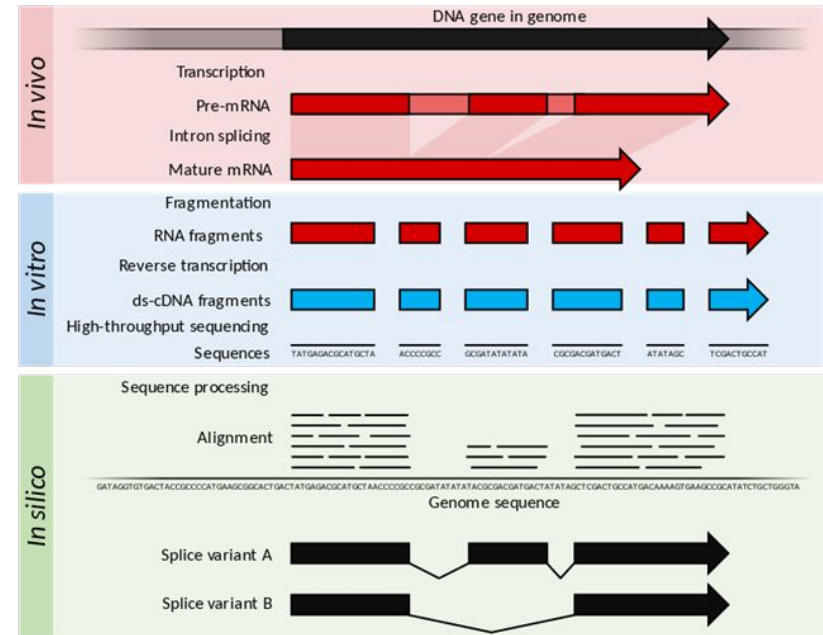 In vivo
DNA gene in genome
Transcription
Pre-mRNA
Intron splicing
Mature mRNA
In vitro
Fragmentation
RNA fragments
Reverse transcription
ds-cDNA fragments
High-throughput sequencing
Sequences TATGAGACGCATGCTA ACCCCGCC GCGATATATATA CGCGACGATGACT ATATAGC TCGACTGCCAT
In silico
Sequence processing
Alignment
GATAGGTGTGACTACCGCCCCATGAAGCGGCACTGACTATGAGACGCATGCTAACCCCGCCGCGATATATATACGCGACGATGACTATATAGCTCGACTGCCATGACAAAAGTGAAGCCGCATATCTGCTGGGTA
Genome sequence
Splice variant A
Splice variant B